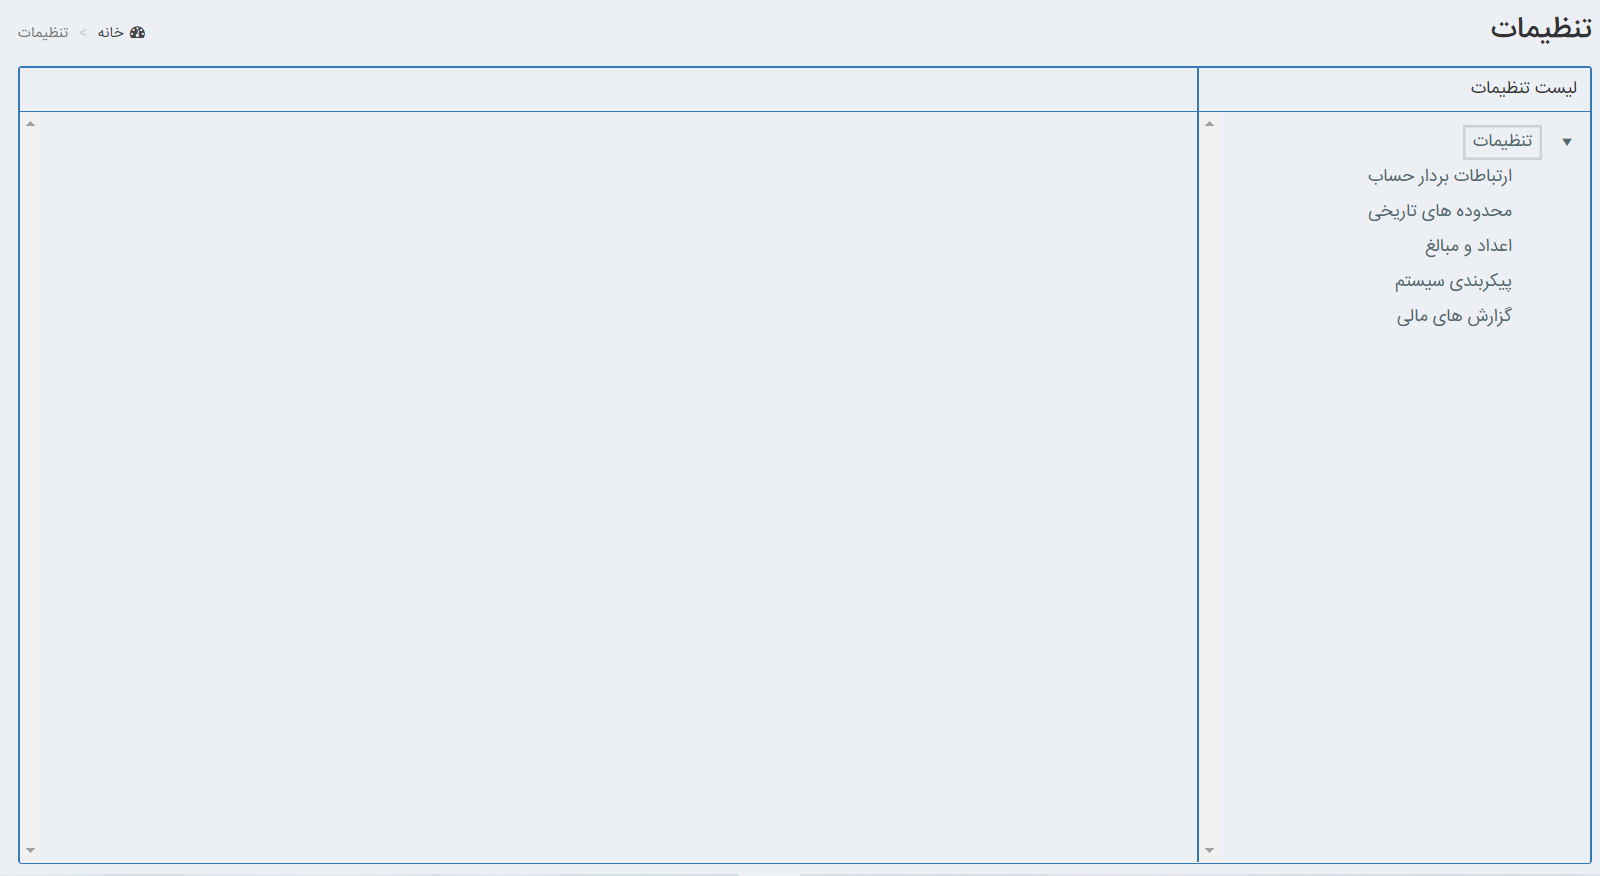 تنظیمات
خانه > تنظیمات
لیست تنظیمات
تنظیمات
ارتباطات بردار حساب
محدوده های تاریخی
اعداد و مبالغ
پیکربندی سیستم
گزارش های مالی